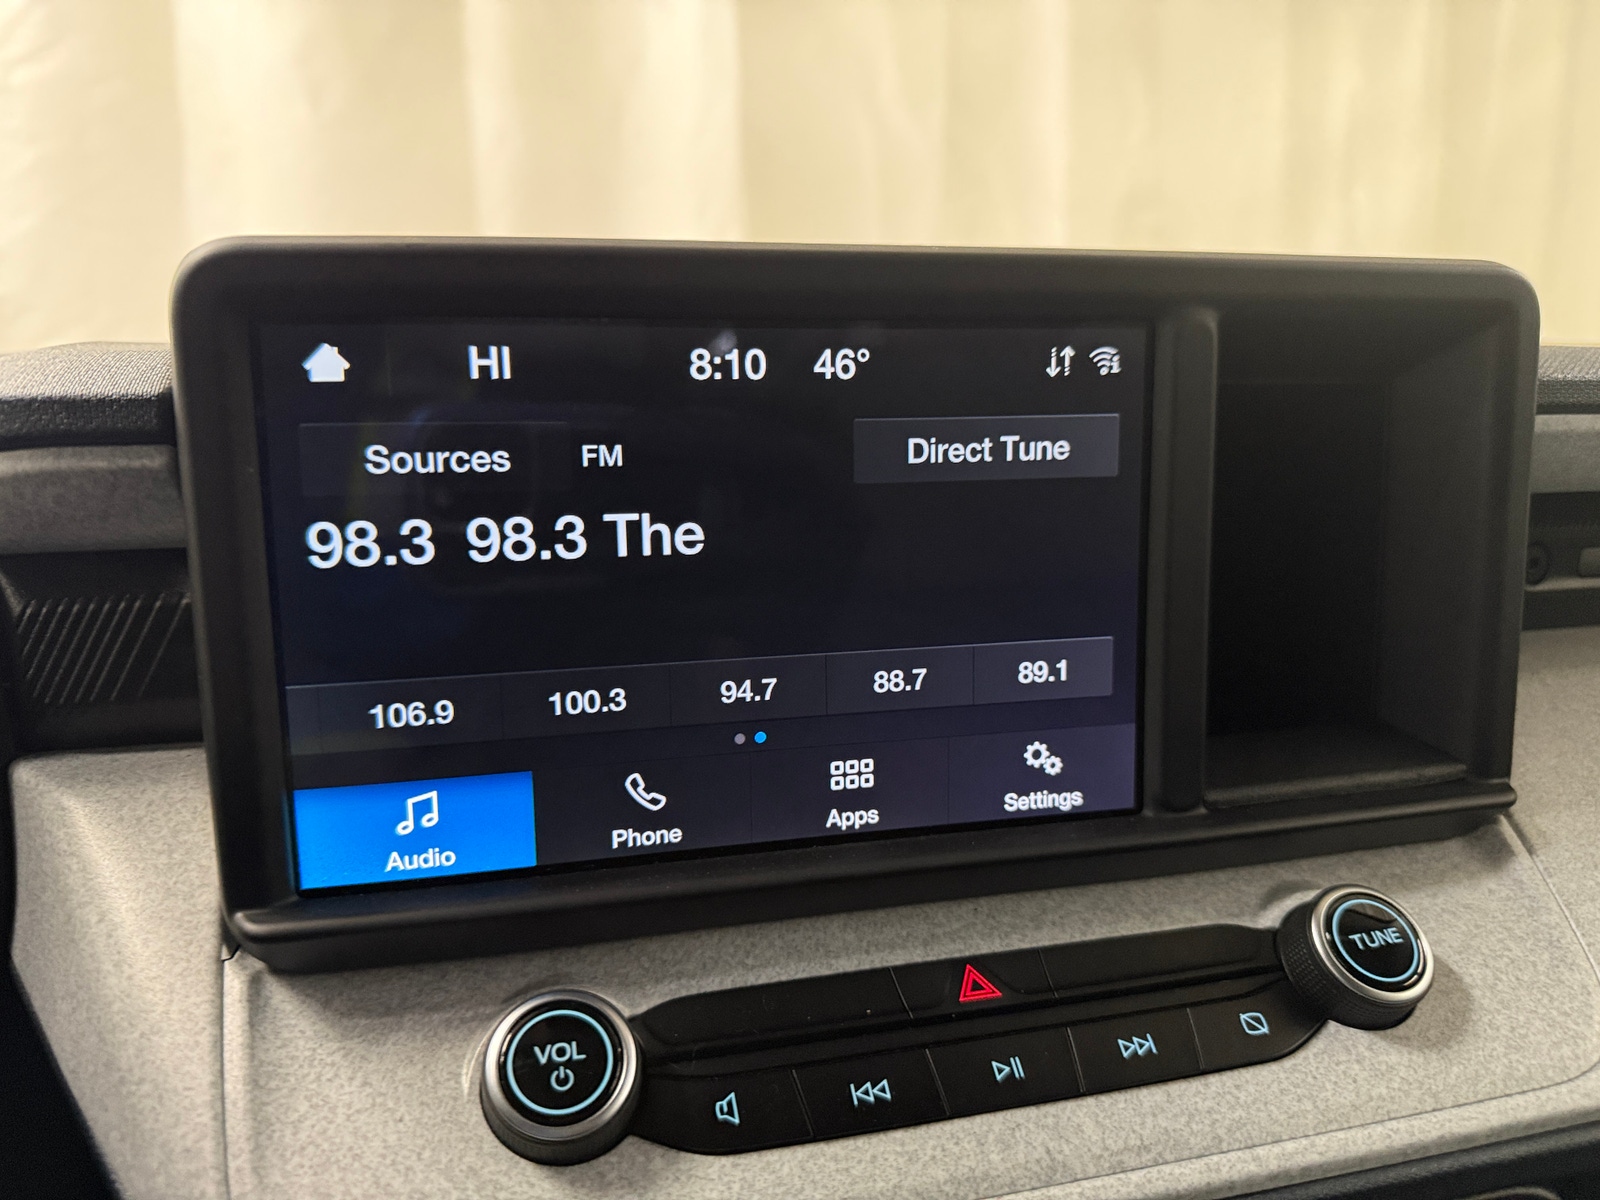 HI 8:10 46°
Sources FM Direct Tune
98.3 98.3 The
106.9 100.3 94.7 88.7 89.1
Audio Phone Apps Settings
VOL TUNE